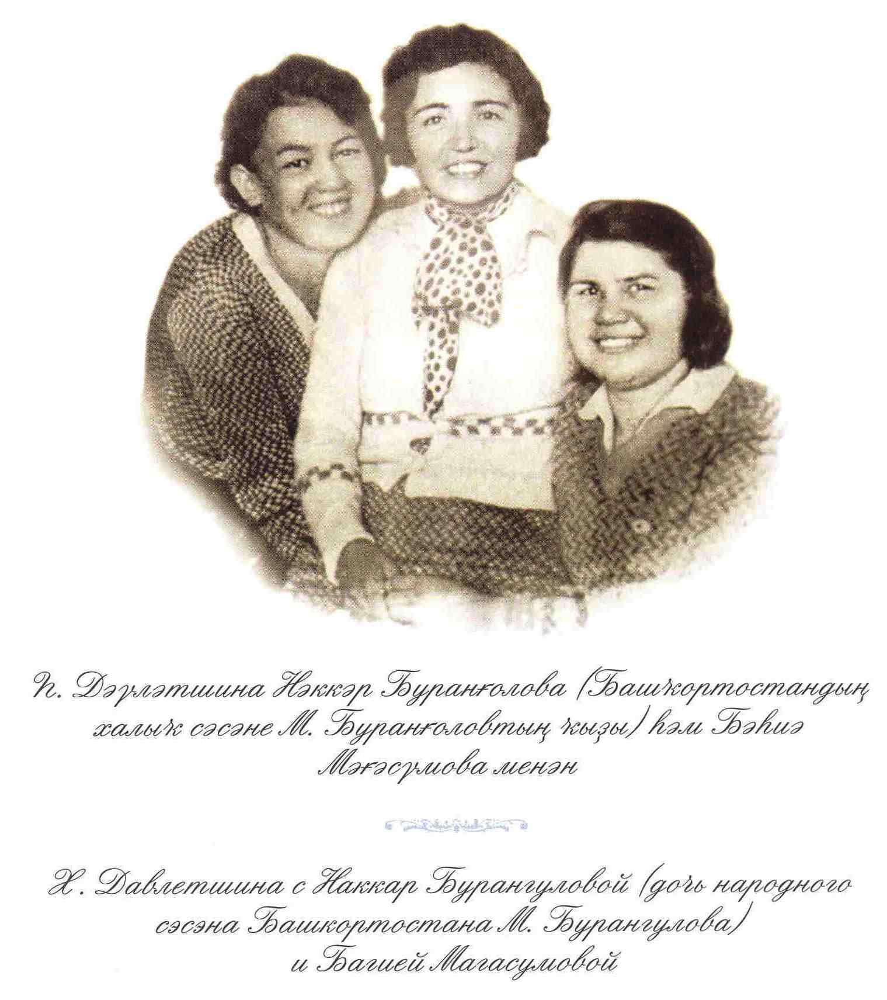 Һ. Дәүләтшина Нәккәр Буранғолова (Башҡортостандың
халыҡ сәсәне М. Буранғоловтың ҡыҙы) һәм Бәһиә
Мәғәсүмова менән
Х. Давлетшина с Наккар Бурангуловой (дочь народного
сэсэна Башкортостана М. Бурангулова)
и Багией Магасумовой